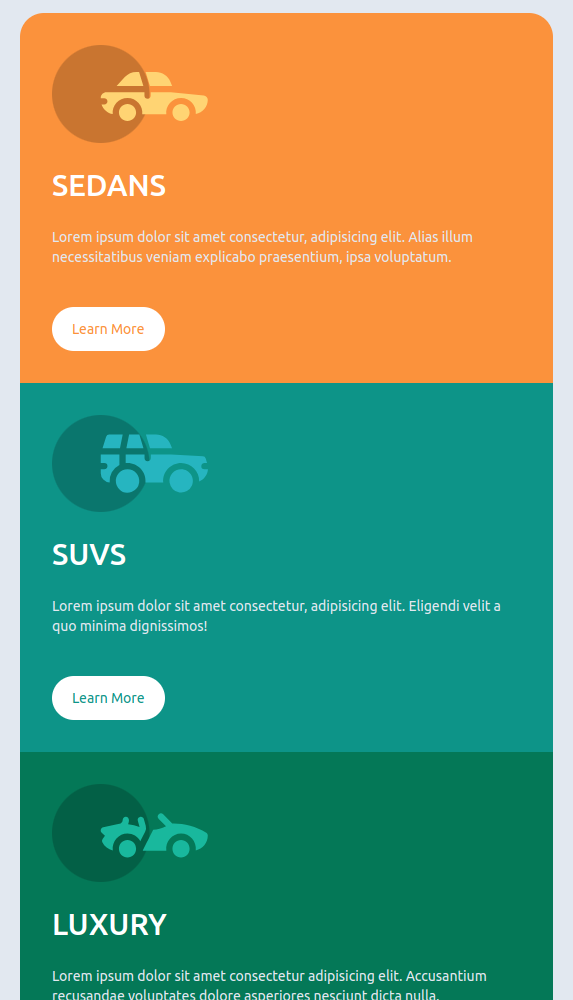 SEDANS
Lorem ipsum dolor sit amet consectetur, adipisicing elit. Alias illum
necessitatibus veniam explicabo praesentium, ipsa voluptatum.
Learn More
SUVS
Lorem ipsum dolor sit amet consectetur, adipisicing elit. Eligendi velit a
quo minima dignissimos!
Learn More
LUXURY
Lorem ipsum dolor sit amet consectetur adipisicing elit. Accusantium
recusandae voluptates dolore asperiores nesciunt dicta nulla.